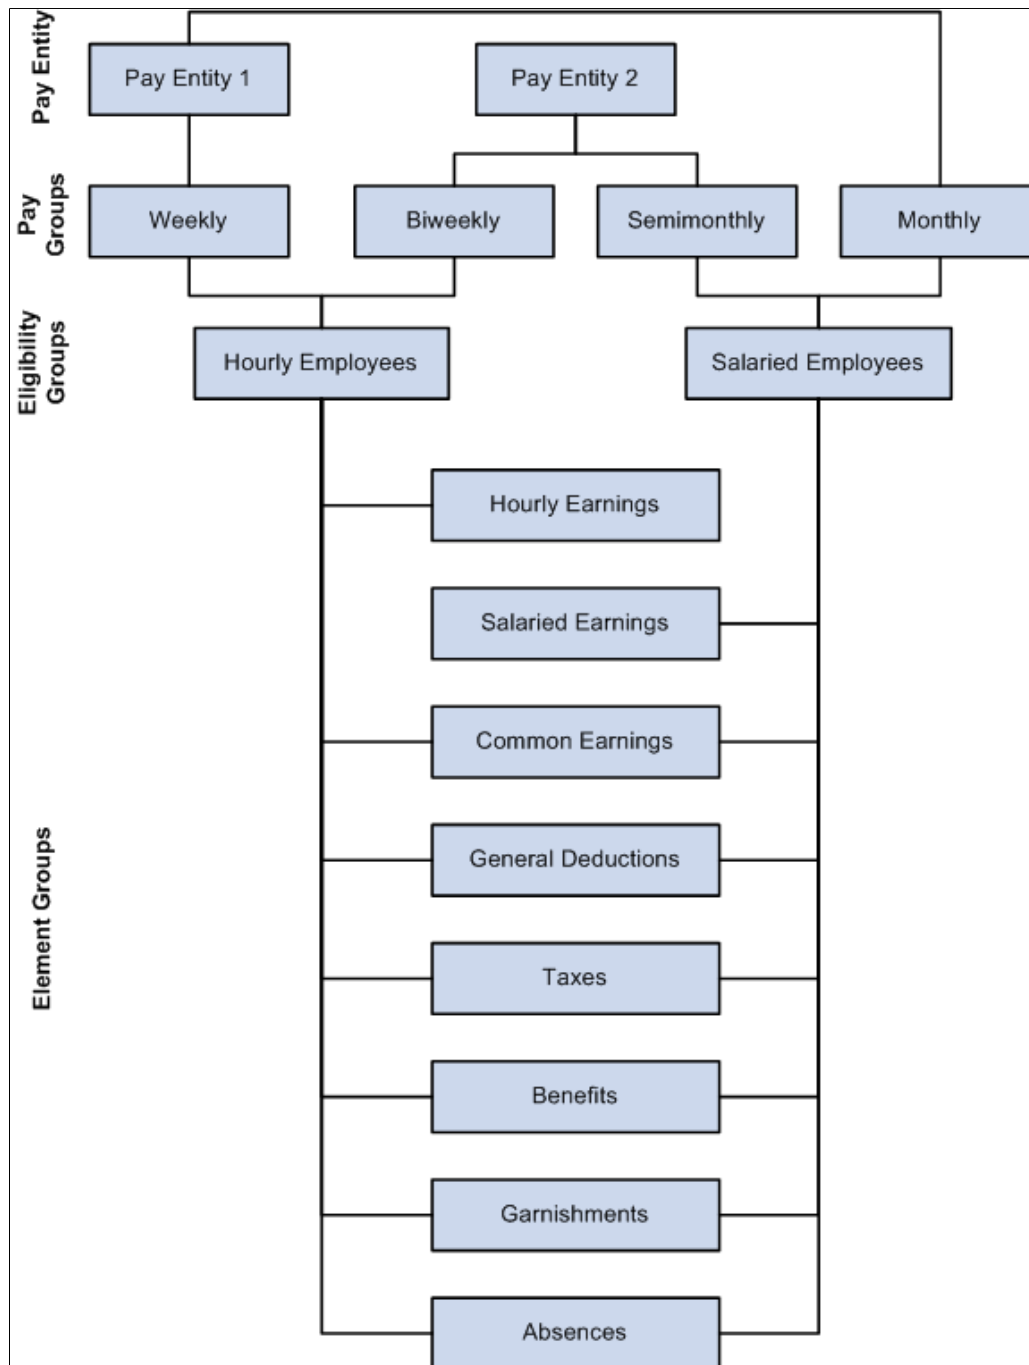 Pay Entity
Pay Entity 1
Pay Entity 2
Pay
Groups
Weekly
Biweekly
Semimonthly
Monthly
Eligibility
Groups
Hourly Employees
Salaried Employees
Element Groups
Hourly Earnings
Salaried Earnings
Common Earnings
General Deductions
Taxes
Benefits
Garnishments
Absences